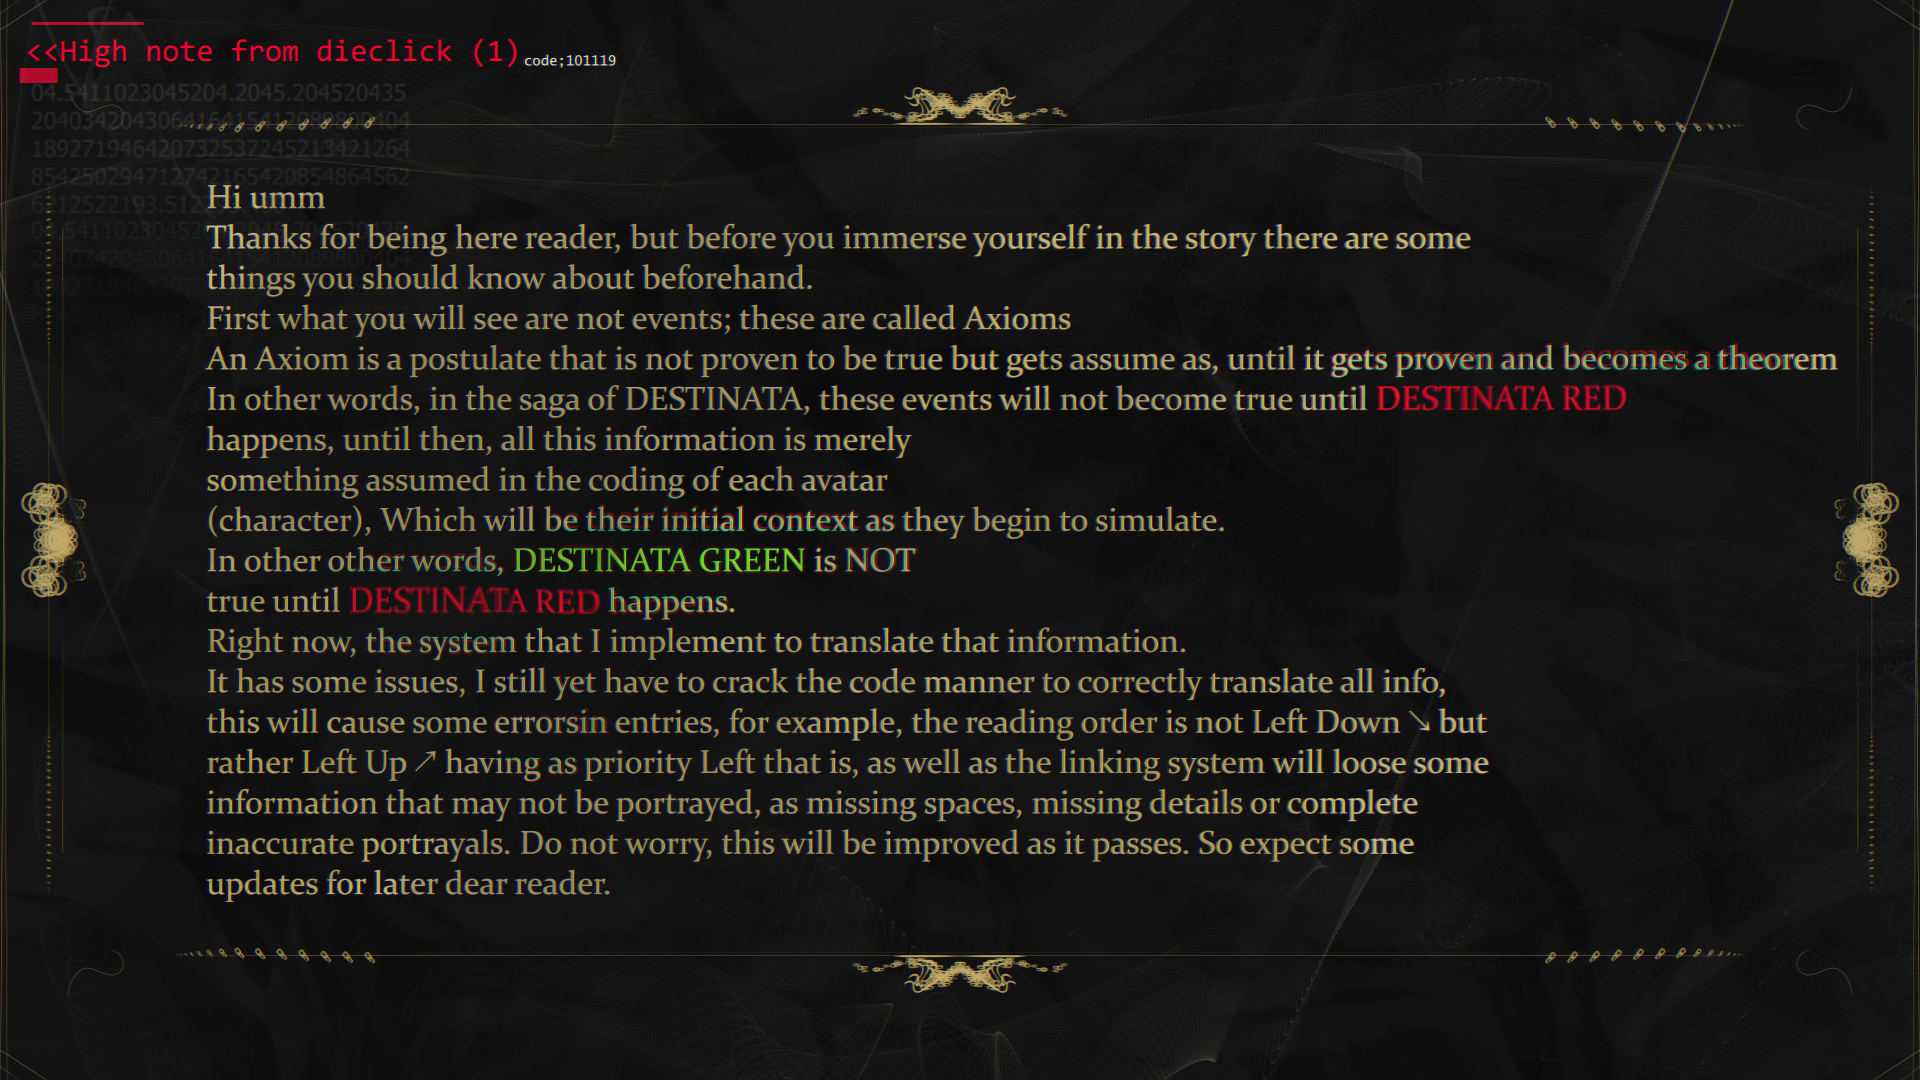 <<High note from dieclick (1) code;101119
04.5411023045204.2045.204520435
189271946420732537245213421264
854250294712742165420854864562
Hi umm
Thanks for being here reader, but before you immerse yourself in the story there are some
things you should know about beforehand.
First what you will see are not events; these are called Axioms
An Axiom is a postulate that is not proven to be true but gets assume as, until it gets proven and becomes a theorem
In other words, in the saga of DESTINATA, these events will not become true until DESTINATA RED
happens, until then, all this information is merely
something assumed in the coding of each avatar
(character), Which will be their initial context as they begin to simulate.
In other other words, DESTINATA GREEN is NOT
true until DESTINATA RED happens.
Right now, the system that I implement to translate that information.
It has some issues, I still yet have to crack the code manner to correctly translate all info,
this will cause some errorsin entries, for example, the reading order is not Left Down ↘ but
rather Left Up ↗ having as priority Left that is, as well as the linking system will loose some
information that may not be portrayed, as missing spaces, missing details or complete
inaccurate portrayals. Do not worry, this will be improved as it passes. So expect some
updates for later dear reader.